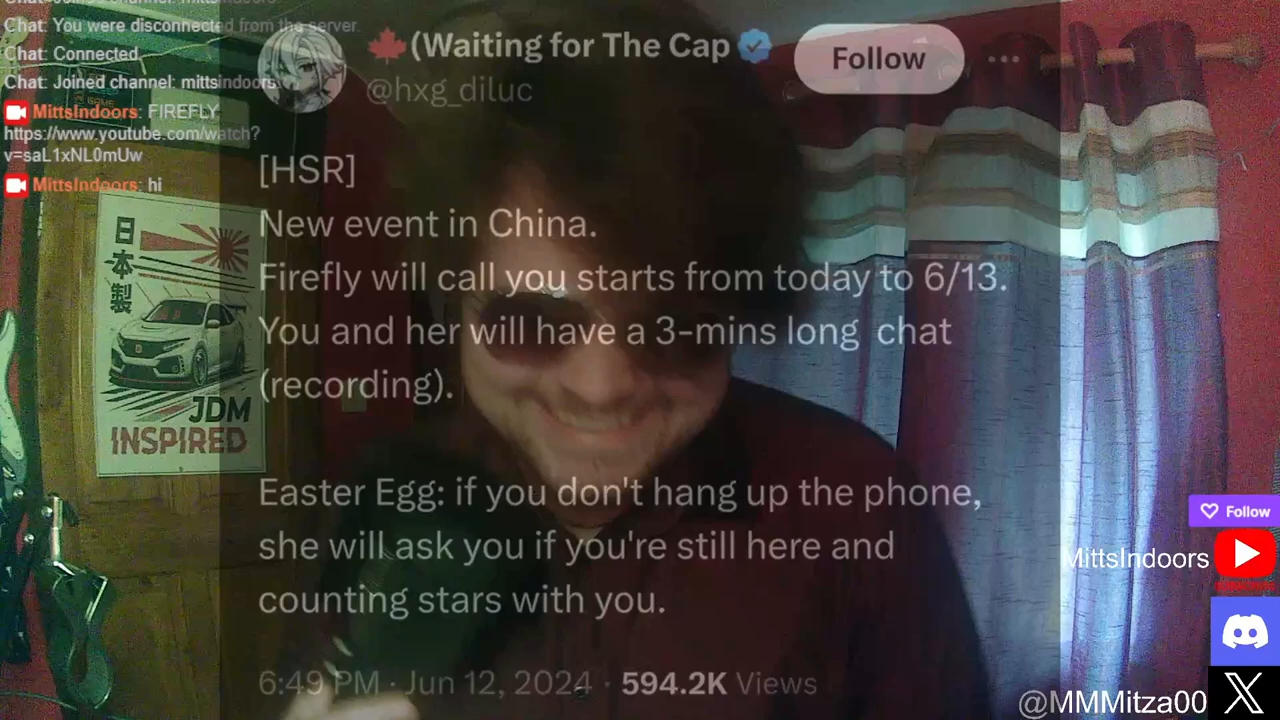 Chat: You were disconnected from the server.
Chat: Connected.
Chat: Joined channel: mittsindoors
MittsIndoors: FIREFLY
https://www.youtube.com/watch?
v=saL1xNL0mUw
MittsIndoors: hi
日本製
JDM
INSPIRED
🍁(Waiting for The Cap
@hxg_diluc
Follow
[HSR]
New event in China.
Firefly will call you starts from today to 6/13.
You and her will have a 3-mins long chat
(recording).
Easter Egg: if you don't hang up the phone,
she will ask you if you're still here and
counting stars with you.
6:49 PM · Jun 12, 2024 · 594.2K Views
Follow
MittsIndoors
@MMMitza00